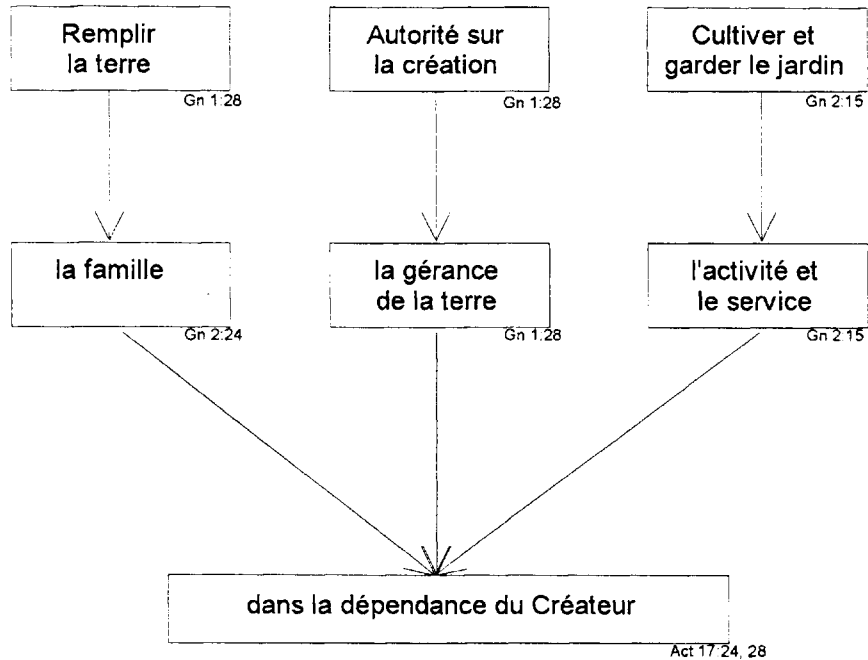 Remplir
la terre
Gn 1:28
Autorité sur
la création
Gn 1:28
Cultiver et
garder le jardin
Gn 2:15
la famille
Gn 2:24
la gérance
de la terre
Gn 1:28
l'activité et
le service
Gn 2:15
dans la dépendance du Créateur
Act 17:24, 28